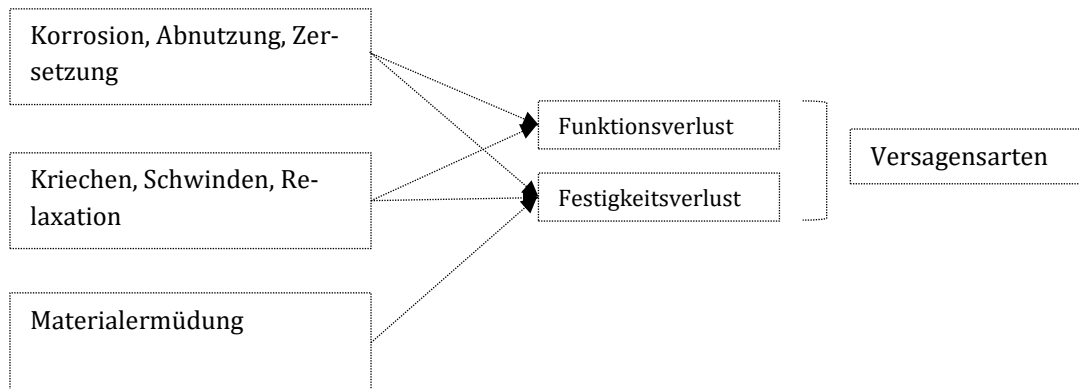 Korrosion, Abnutzung, Zer-
setzung
Funktionsverlust
Versagensarten
Kriechen, Schwinden, Re-
laxation
Festigkeitsverlust
Materialermüdung